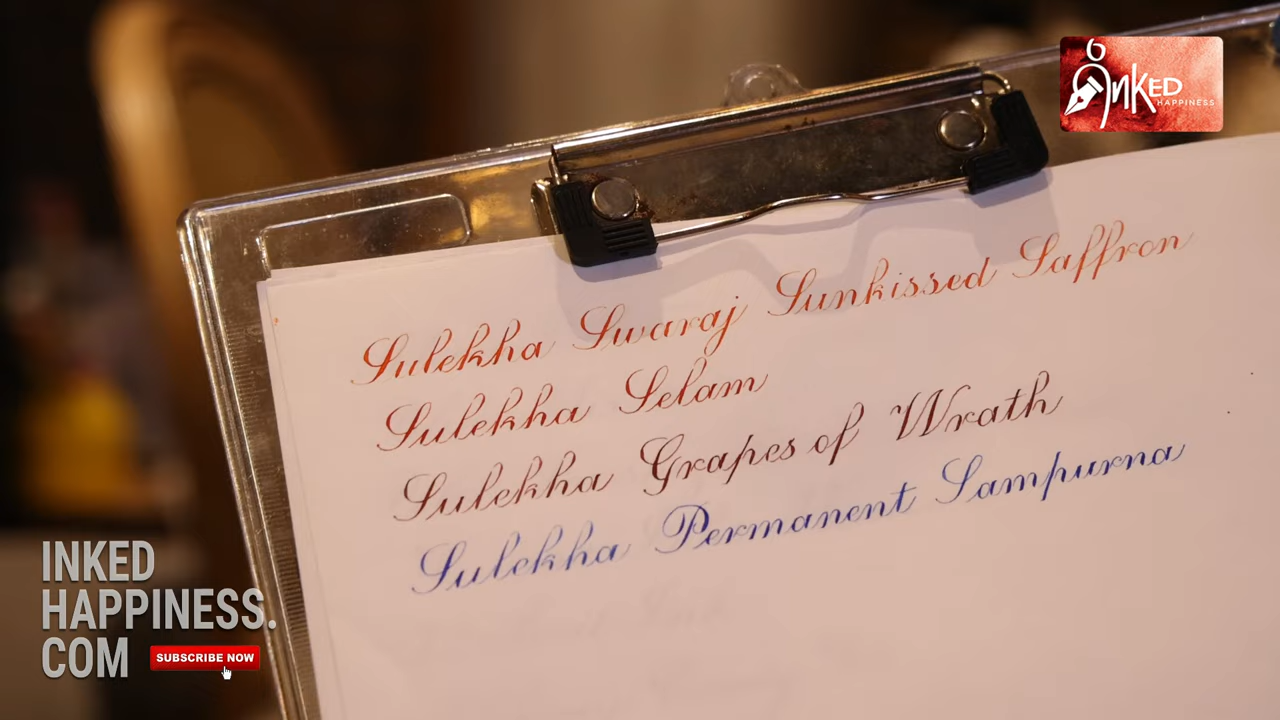 INKED
HAPPINESS
Sulekha Swaraj Sunkissed Saffron
Sulekha Selam
Sulekha Grapes of Wrath
Sulekha Permanent Sampurna
INKED
HAPPINESS.
COM
SUBSCRIBE NOW